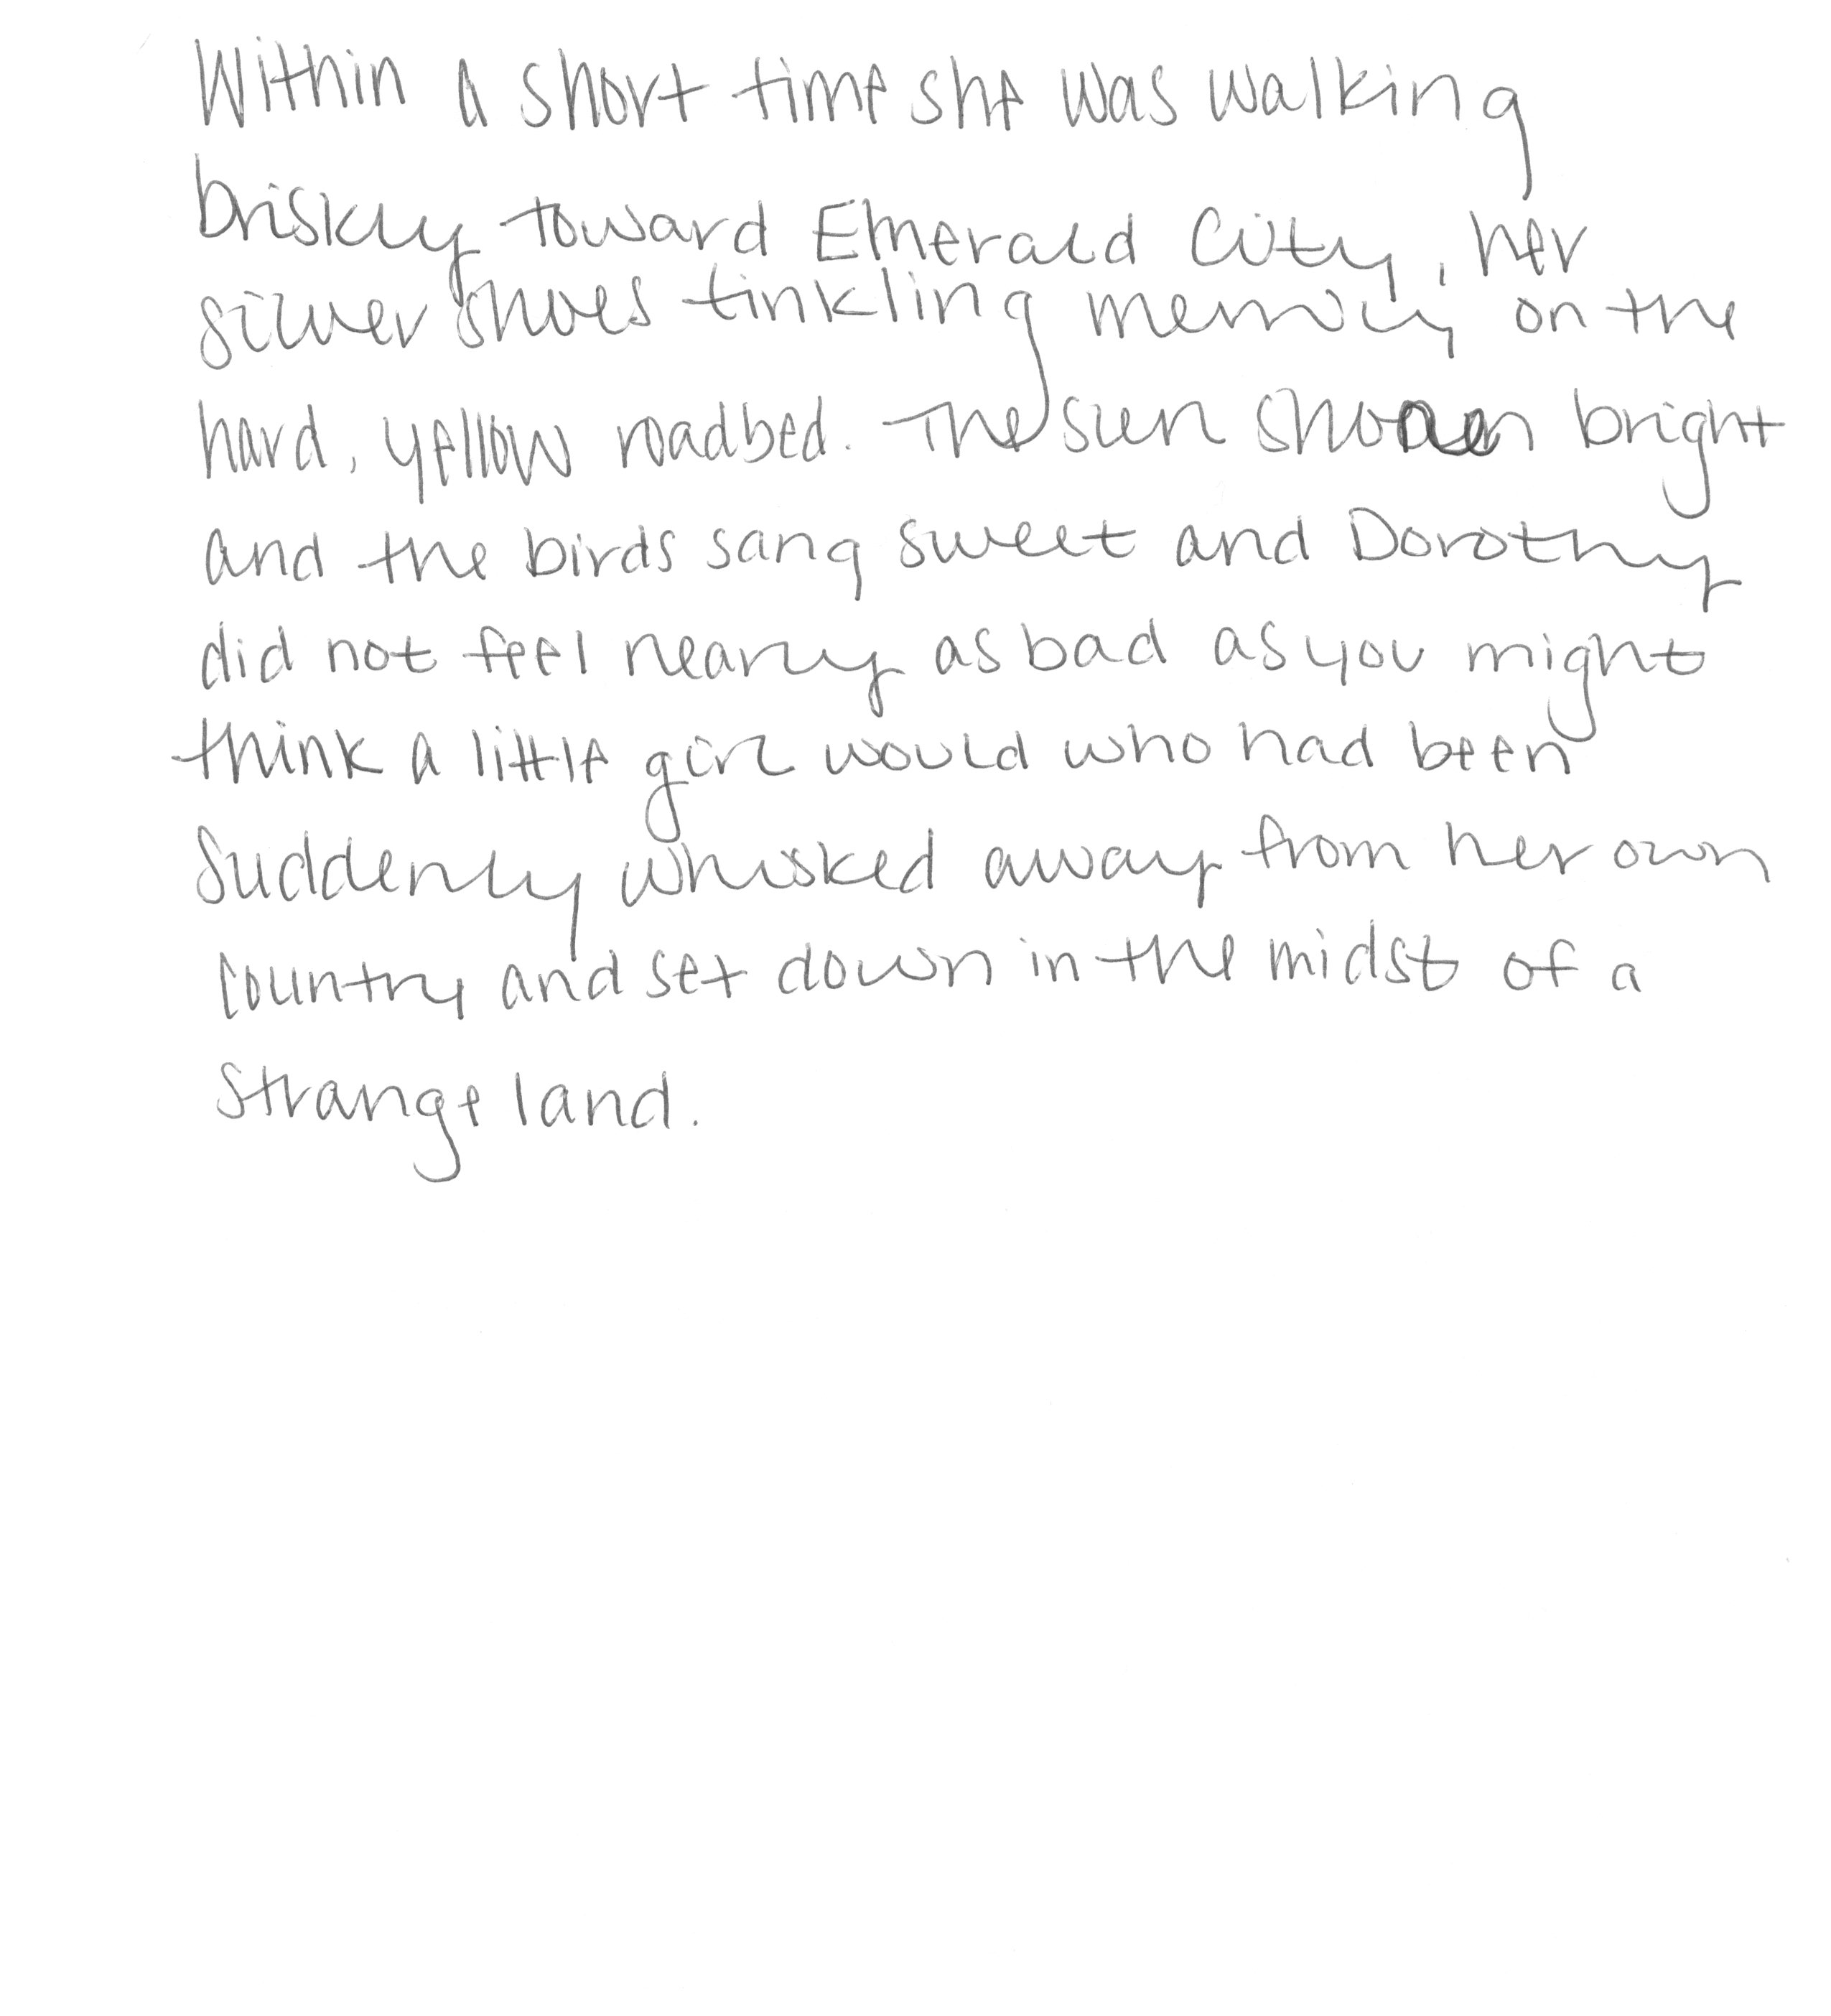 Within a short time she was walking
briskly toward Emerald City, her
silver shoes tinkling merrily on the
hard, yellow roadbed. The sun shone bright
and the birds sang sweet and Dorothy
did not feel nearly as bad as you might
think a little girl would who had been
suddenly whisked away from her own
country and set down in the midst of a
strange land.